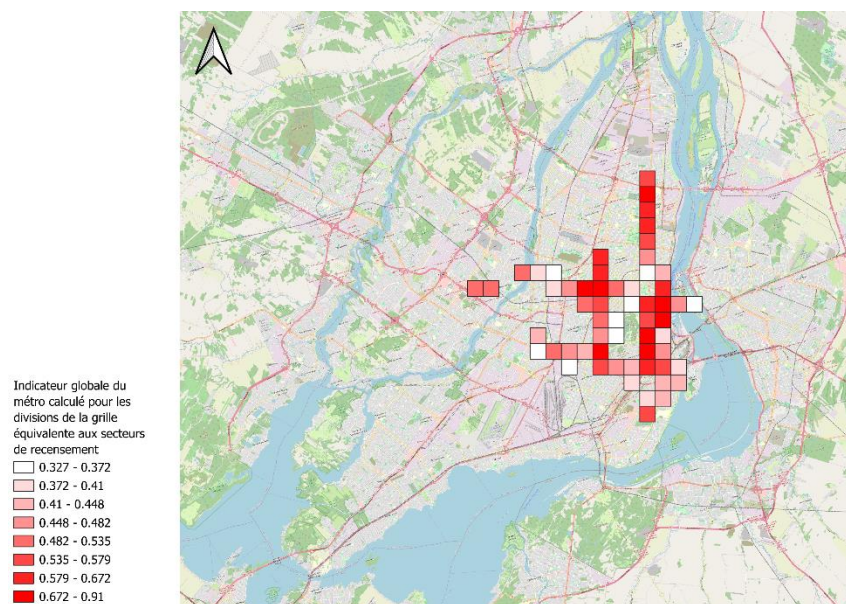 Indicateur globale du
métro calculé pour les
divisions de la grille
équivalente aux secteurs
de recensement
0.327 - 0.372
0.372 - 0.41
0.41 - 0.448
0.448 - 0.482
0.482 - 0.535
0.535 - 0.579
0.579 - 0.672
0.672 - 0.91